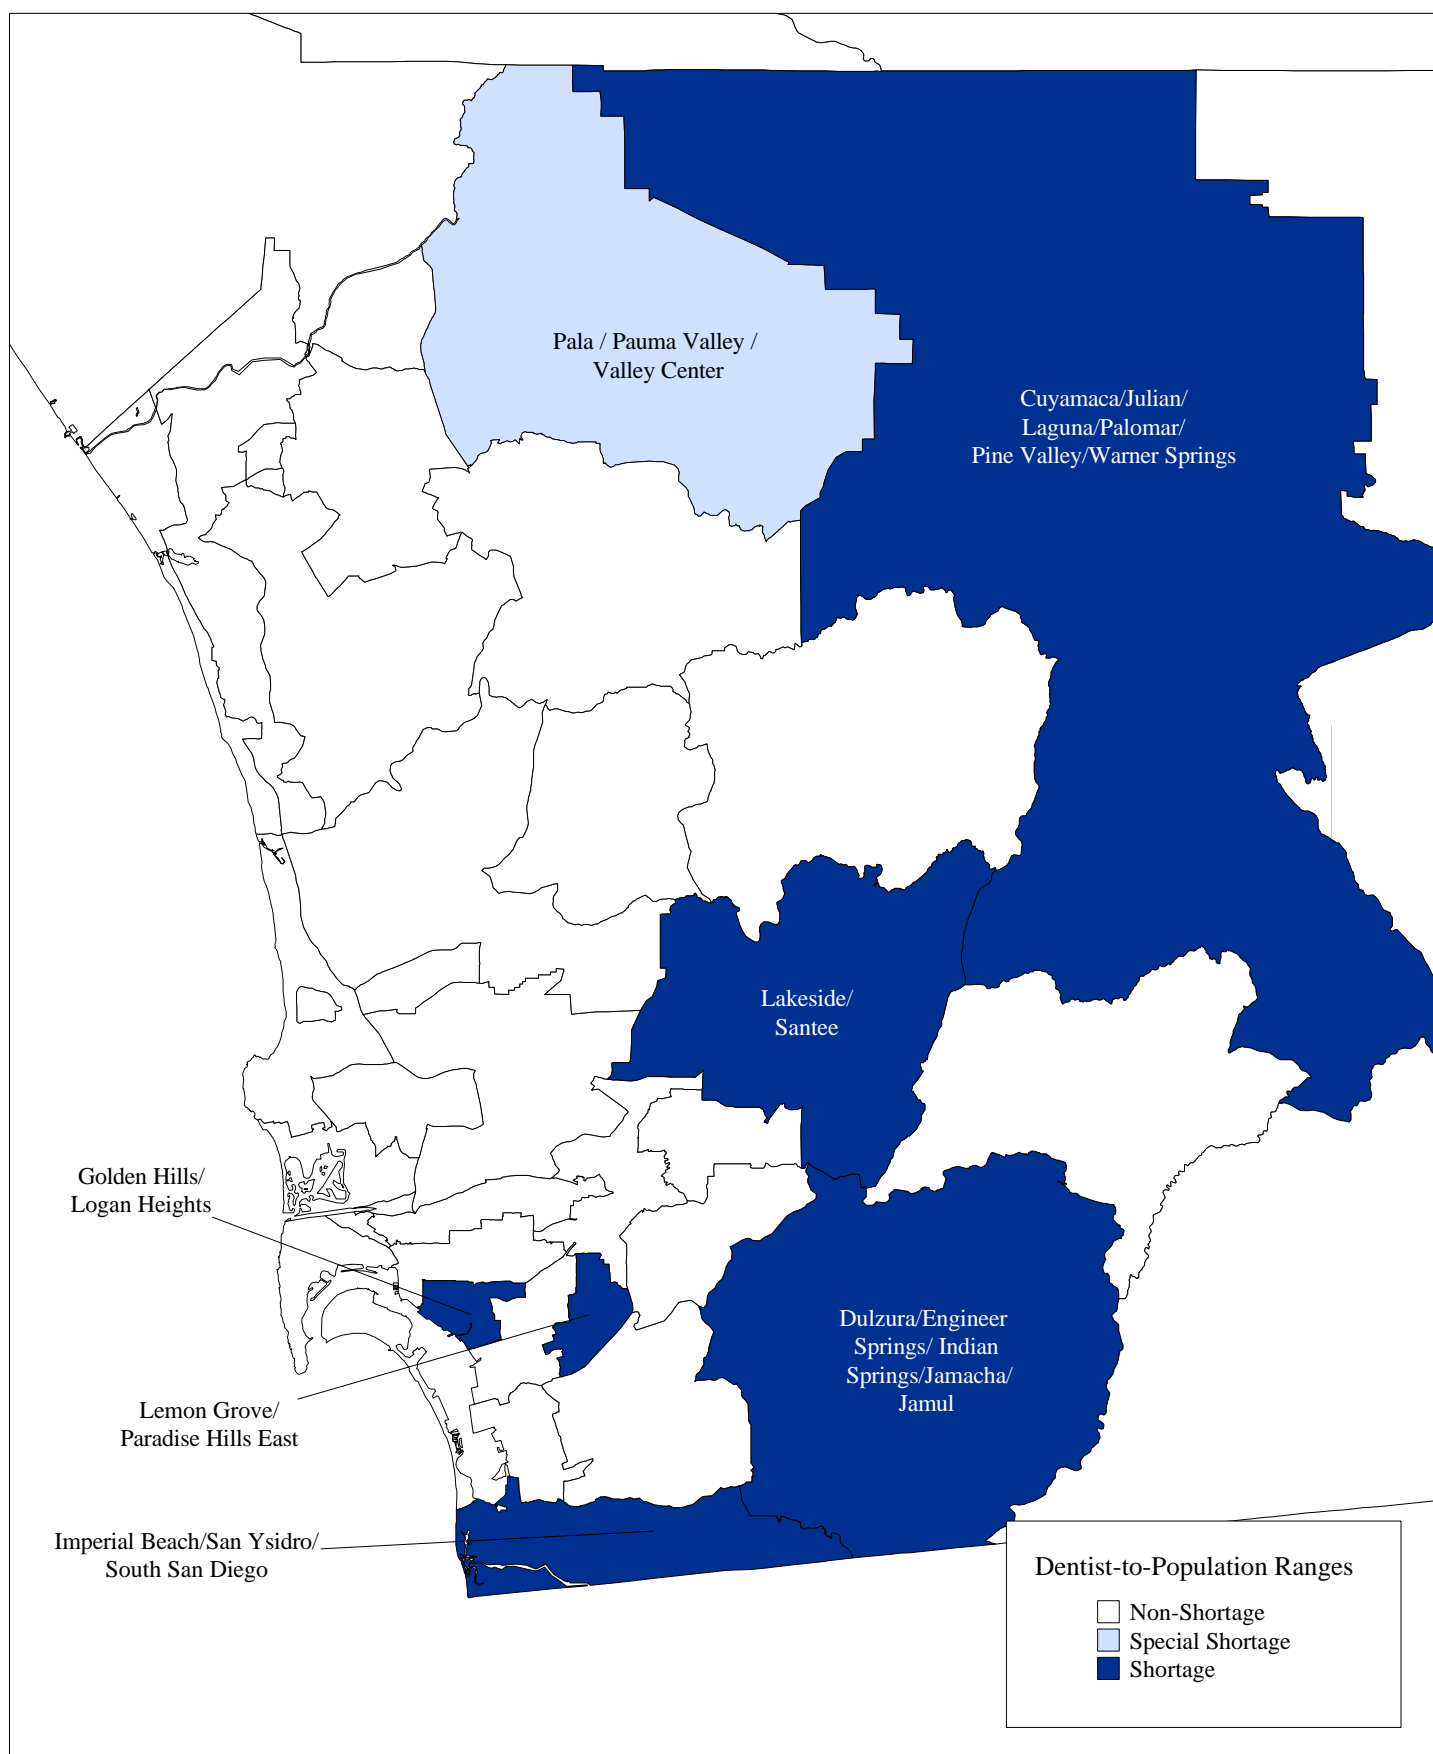 Pala / Pauma Valley /
Valley Center
Cuyamaca/Julian/
Laguna/Palomar/
Pine Valley/Warner Springs
Lakeside/
Santee
Golden Hills/
Logan Heights
Dulzura/Engineer
Springs/ Indian
Springs/Jamacha/
Jamul
Lemon Grove/
Paradise Hills East
Imperial Beach/San Ysidro/
South San Diego
Dentist-to-Population Ranges
Non-Shortage
Special Shortage
Shortage